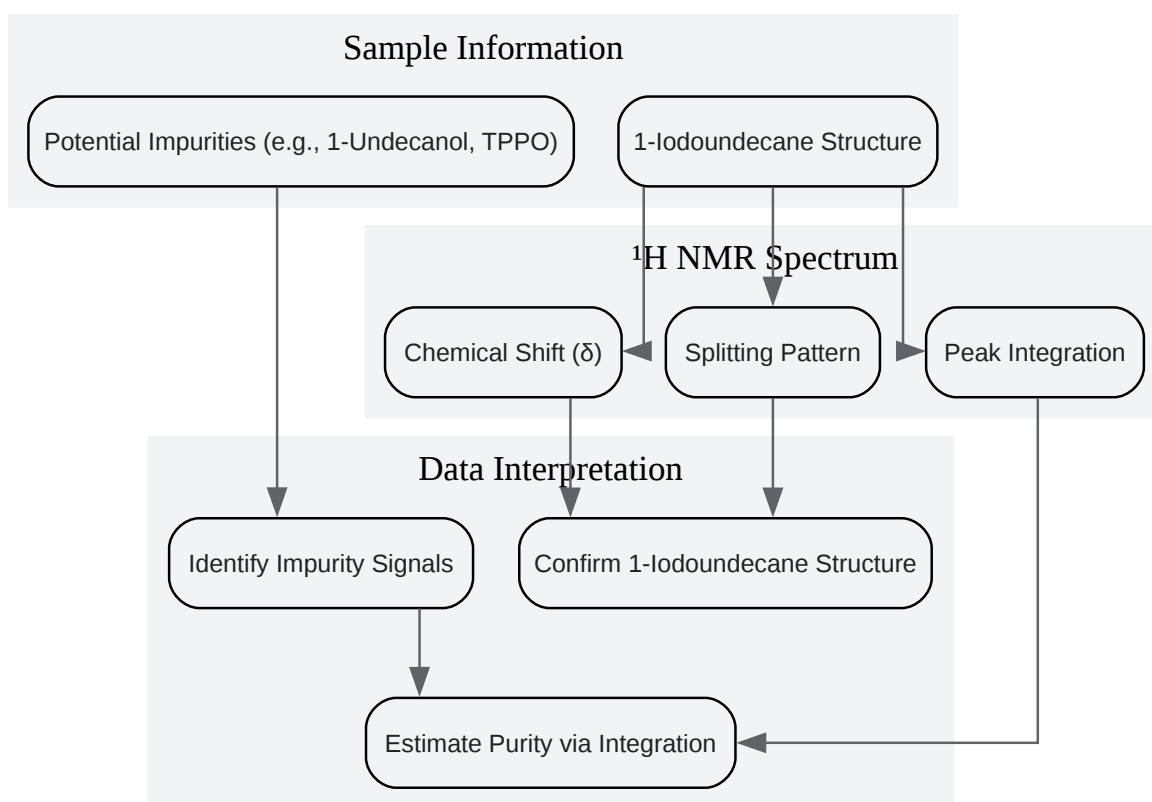 Sample Information
Potential Impurities (e.g., 1-Undecanol, TPPO)
1-Iodoundecane Structure
¹H NMR Spectrum
Chemical Shift (δ)
Splitting Pattern
Peak Integration
Data Interpretation
Identify Impurity Signals
Confirm 1-Iodoundecane Structure
Estimate Purity via Integration